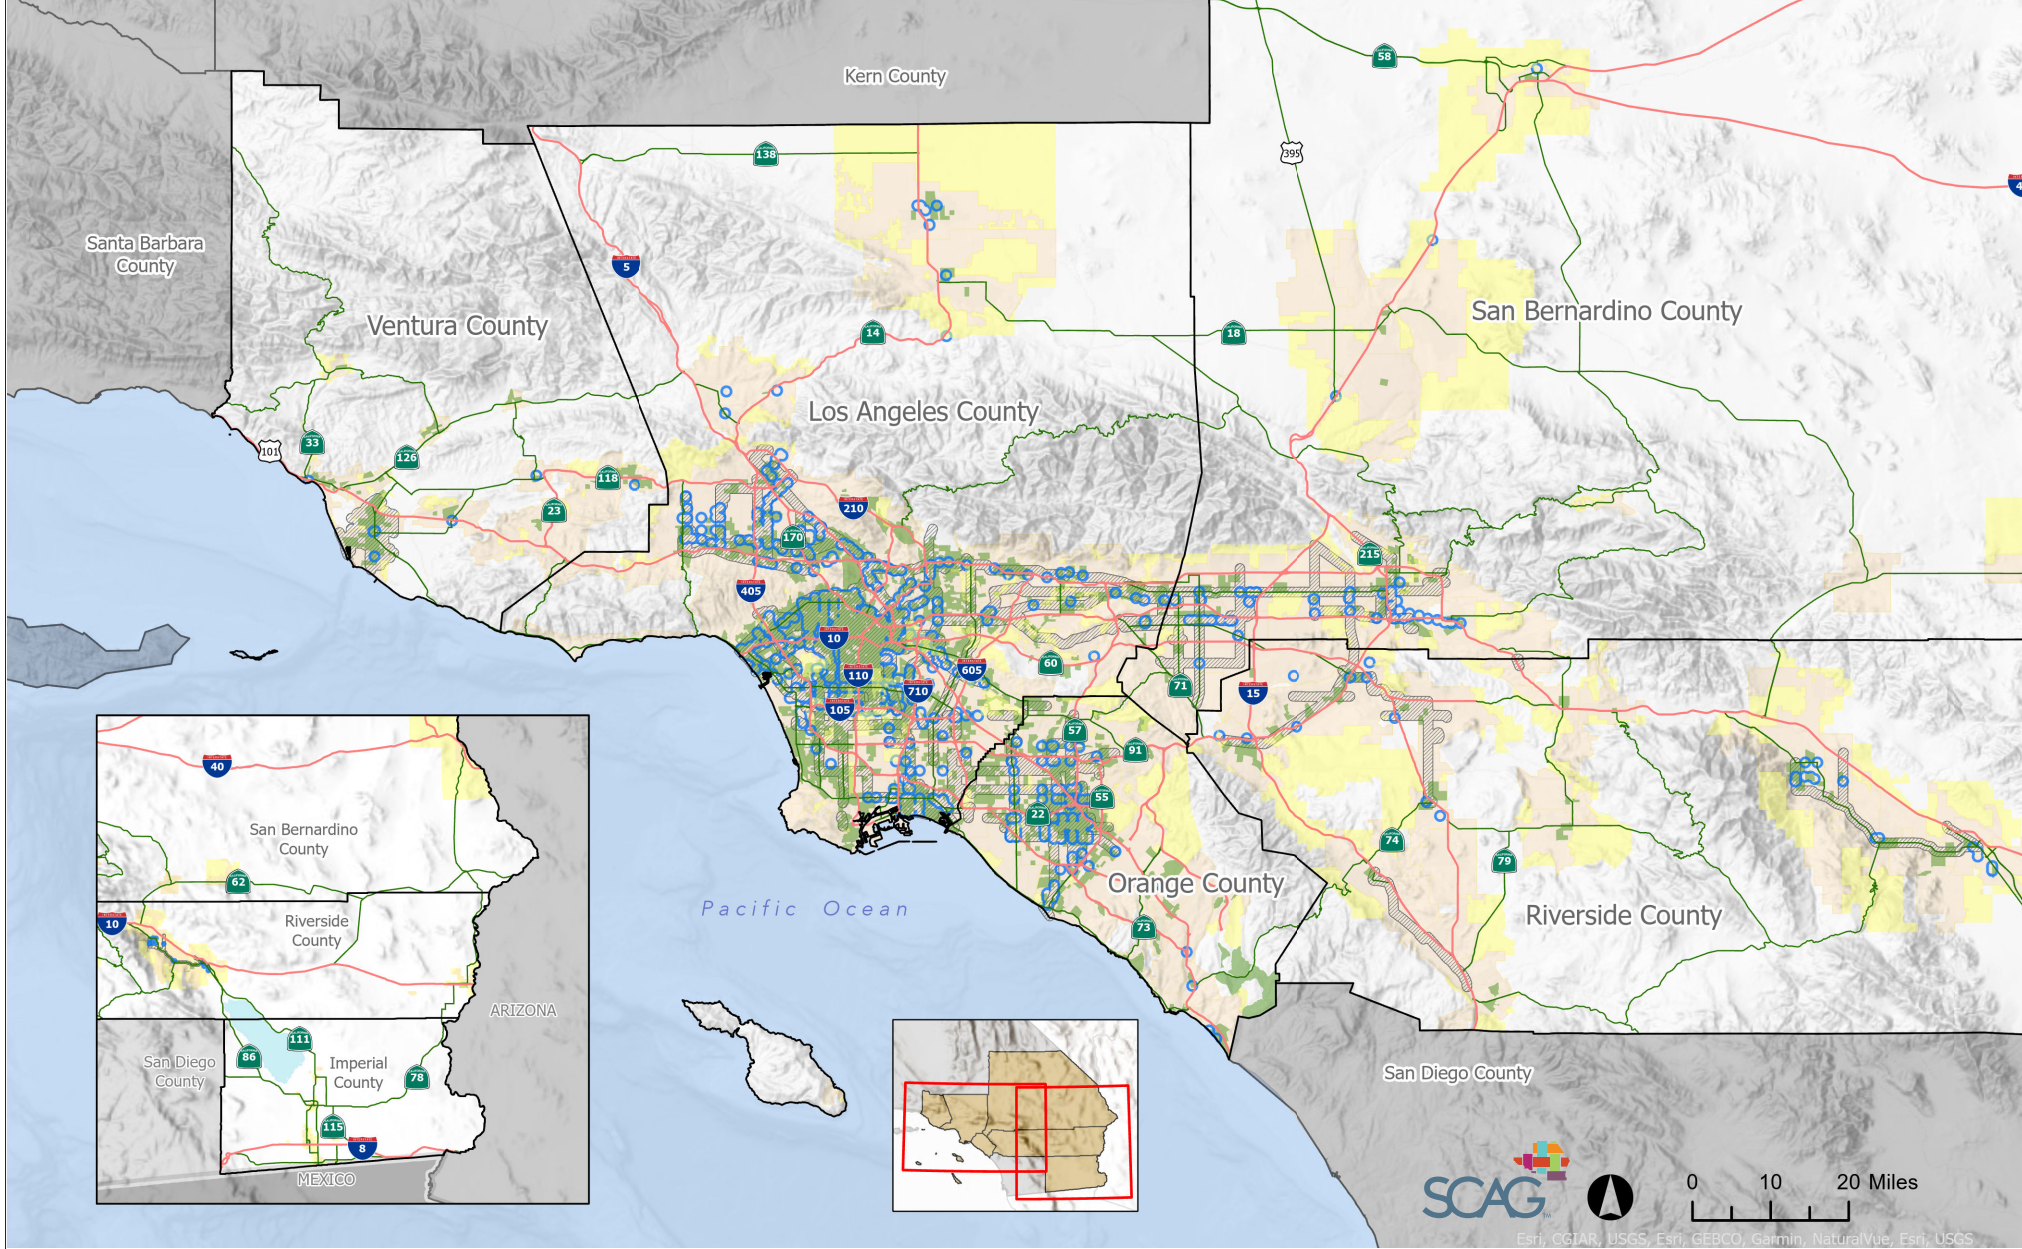 Kern County
58
138
395
4
Santa Barbara
County
5
San Bernardino County
Ventura County
14
18
Los Angeles County
33
101
126
118
23
210
170
215
405
10
60
605
110
71
15
710
105
57
91
55
22
74
79
Orange County
Pacific Ocean
73
Riverside County
40
San Bernardino
County
62
10
Riverside
County
ARIZONA
111
86
San Diego
County
Imperial
County
78
115
8
MEXICO
San Diego County
SCAG
TM
0 10 20 Miles
Esri, CGIAR, USGS, Esri, GEBCO, Garmin, NaturalVue, Esri, USGS